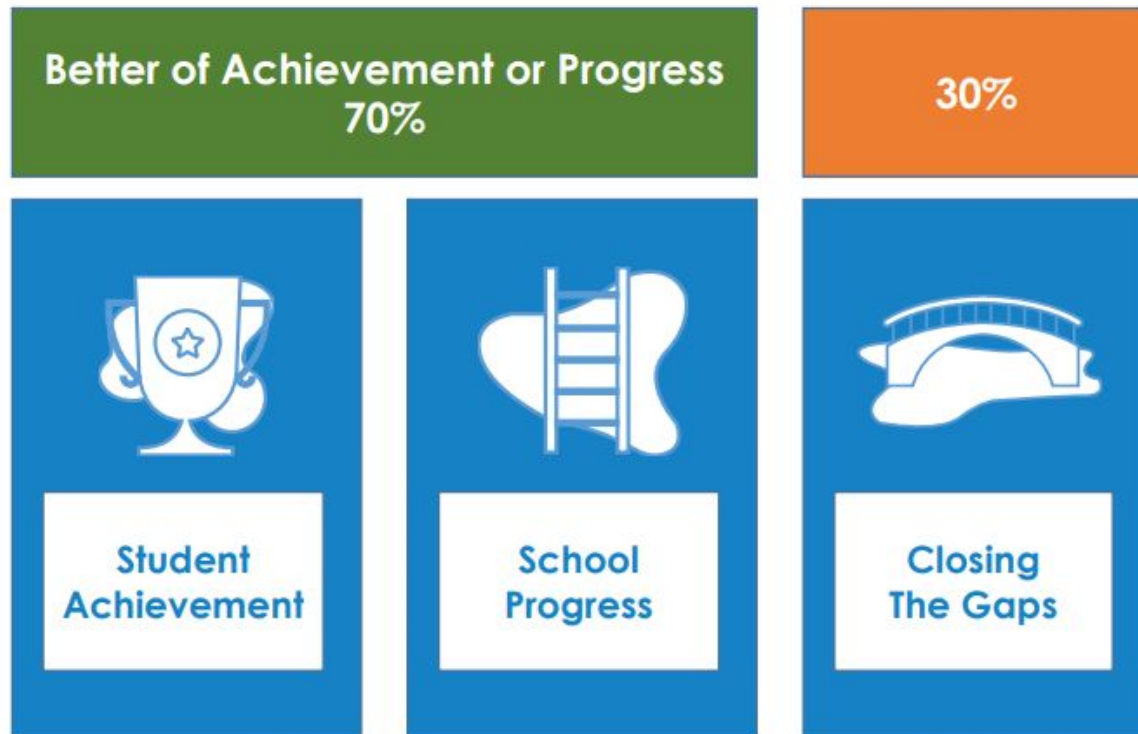 Better of Achievement or Progress
70%
30%
Student
Achievement
School
Progress
Closing
The Gaps